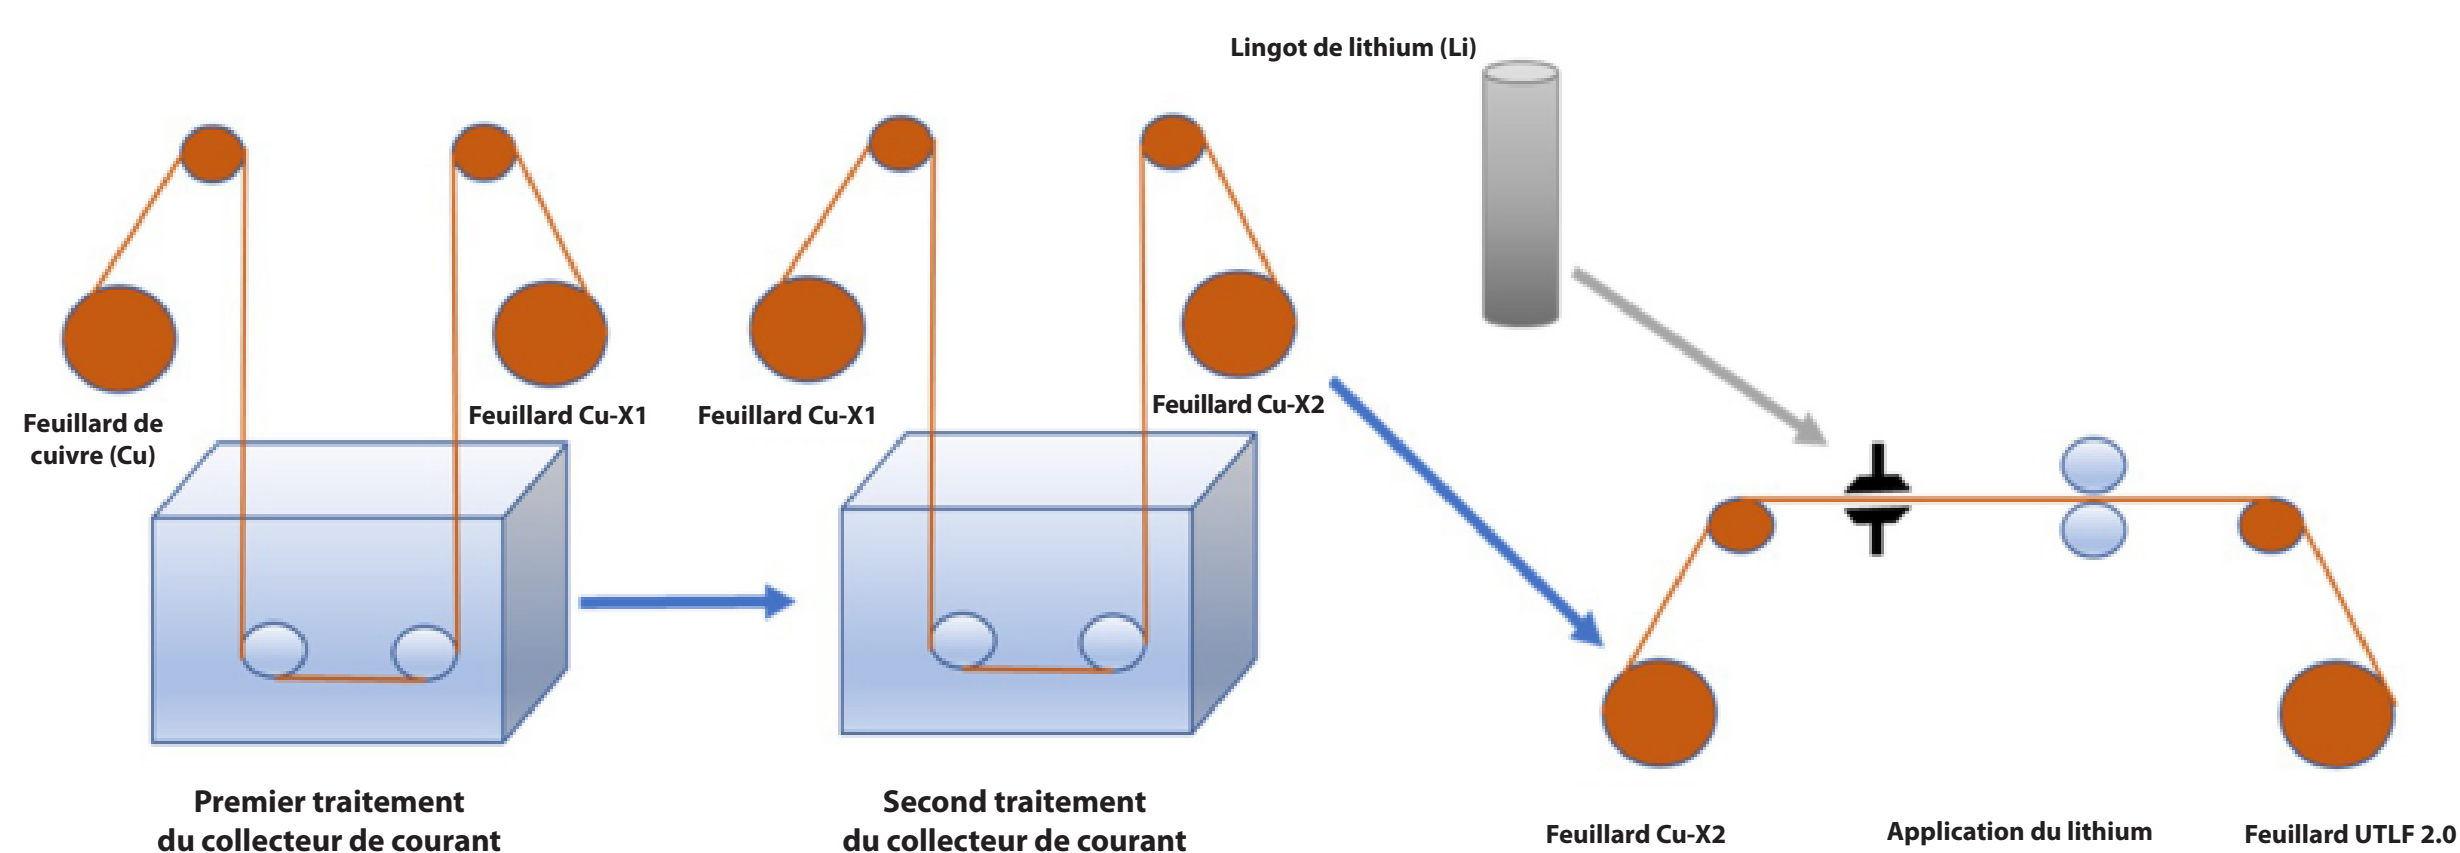 Lingot de lithium (Li)
Feuillard de
cuivre (Cu)
Feuillard Cu-X1
Feuillard Cu-X1
Feuillard Cu-X2
Premier traitement
du collecteur de courant
Second traitement
du collecteur de courant
Feuillard Cu-X2
Application du lithium
Feuillard UTLF 2.0